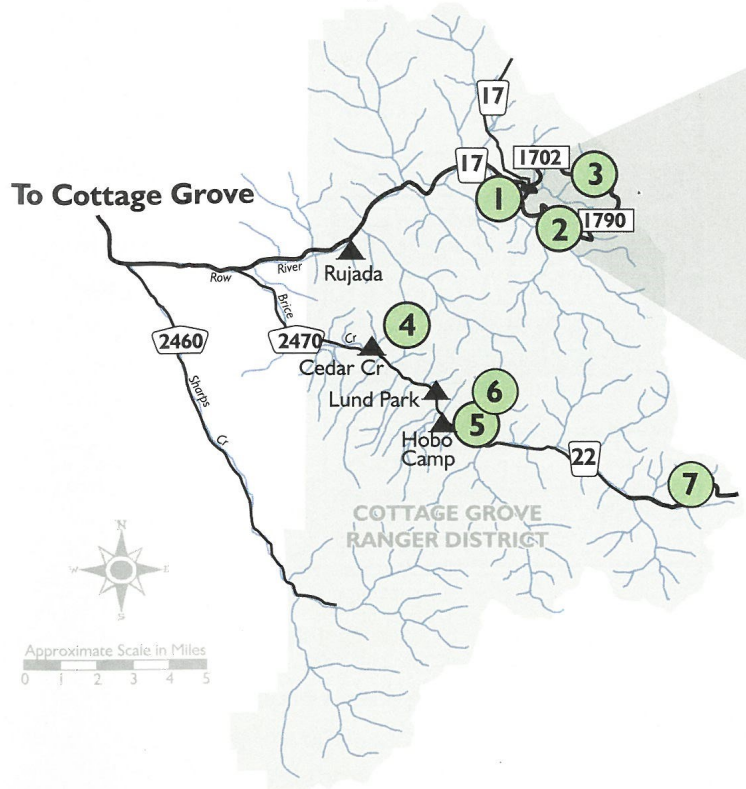 17
17
1702
3
To Cottage Grove
1
2
1790
River
Row
Rujada
Brice
4
2460
2470
Cr
Cedar Cr
Sharps
Lund Park
6
5
Hobo
Camp
Cr
22
7
COTTAGE GROVE
RANGER DISTRICT
N
W
E
S
Approximate Scale in Miles
0 1 2 3 4 5